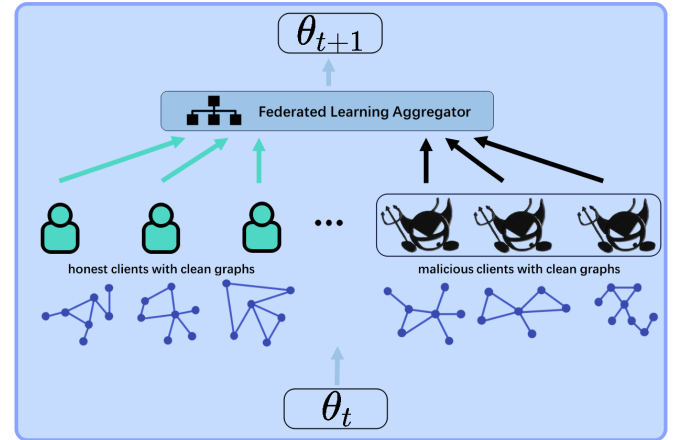 θt+1
Federated Learning Aggregator
...
honest clients with clean graphs
malicious clients with clean graphs
θt